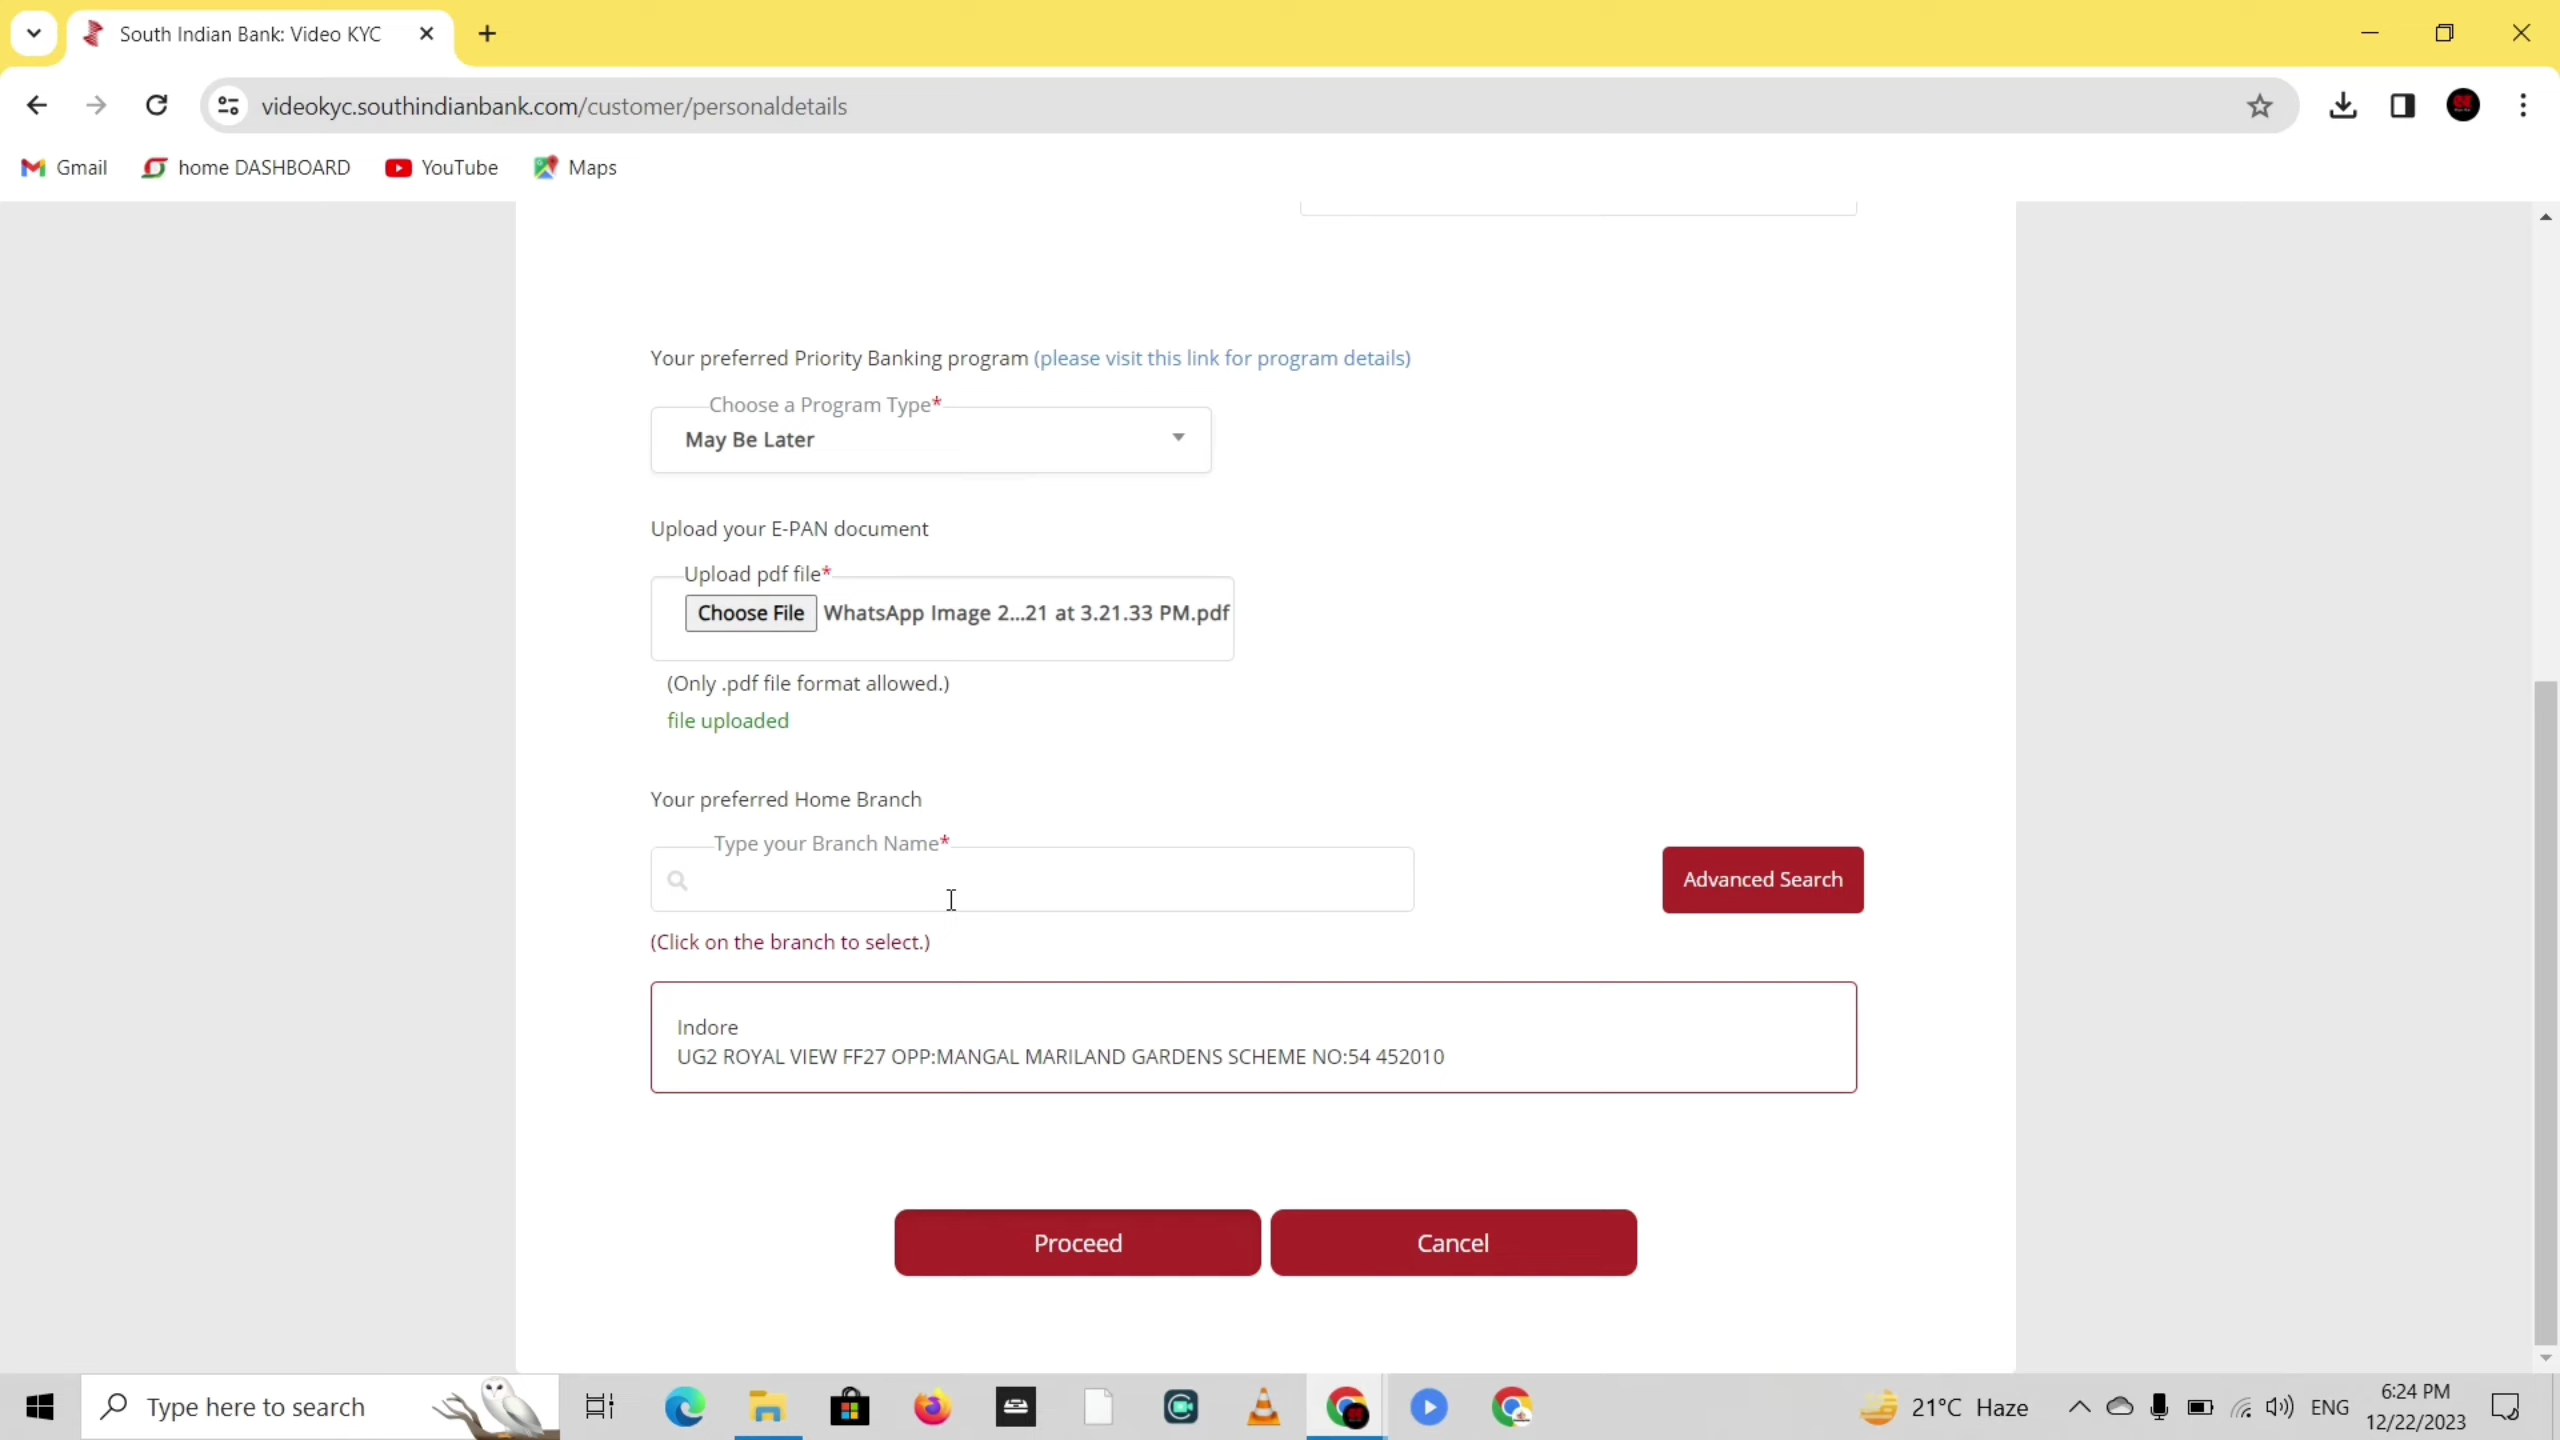 South Indian Bank: Video KYC
videokyc.southindianbank.com/customer/personaldetails
Gmail
home DASHBOARD
YouTube
Maps
Your preferred Priority Banking program (please visit this link for program details)
Choose a Program Type*
May Be Later
Upload your E-PAN document
Upload pdf file*
Choose File WhatsApp Image 2...21 at 3.21.33 PM.pdf
(Only .pdf file format allowed.)
file uploaded
Your preferred Home Branch
Type your Branch Name*
Advanced Search
(Click on the branch to select.)
Indore
UG2 ROYAL VIEW FF27 OPP:MANGAL MARILAND GARDENS SCHEME NO:54 452010
Proceed
Cancel
Type here to search
21°C Haze
ENG
6:24 PM
12/22/2023